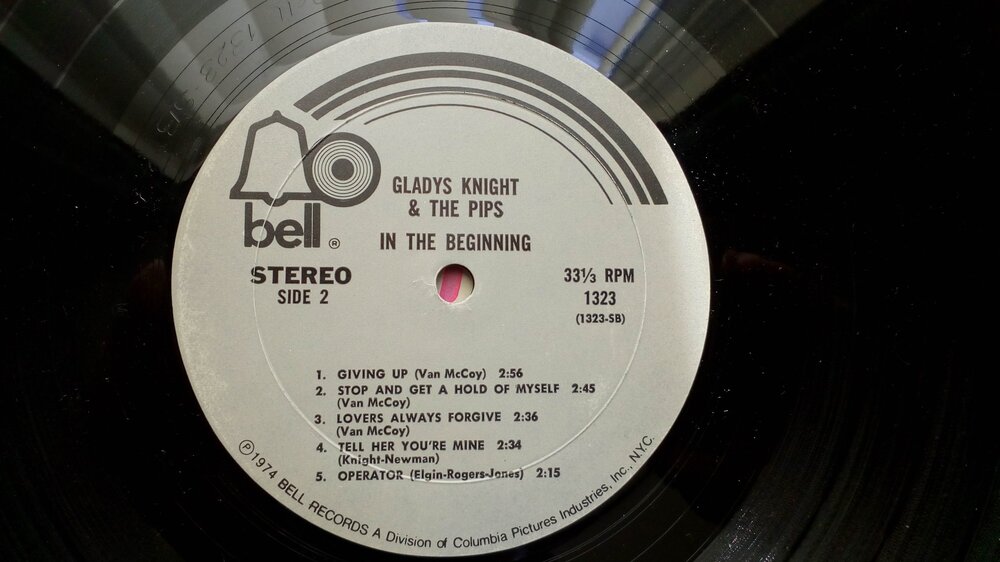 bell ®
GLADYS KNIGHT
& THE PIPS
IN THE BEGINNING
STEREO
SIDE 2
33⅓ RPM
1323
(1323-SB)
1. GIVING UP (Van McCoy) 2:56
2. STOP AND GET A HOLD OF MYSELF 2:45
(Van McCoy)
3. LOVERS ALWAYS FORGIVE 2:36
(Van McCoy)
4. TELL HER YOU'RE MINE 2:34
(Knight-Newman)
5. OPERATOR (Elgin-Rogers-Jones) 2:15
℗1974 BELL RECORDS A Division of Columbia Pictures Industries, Inc., N.Y.C.